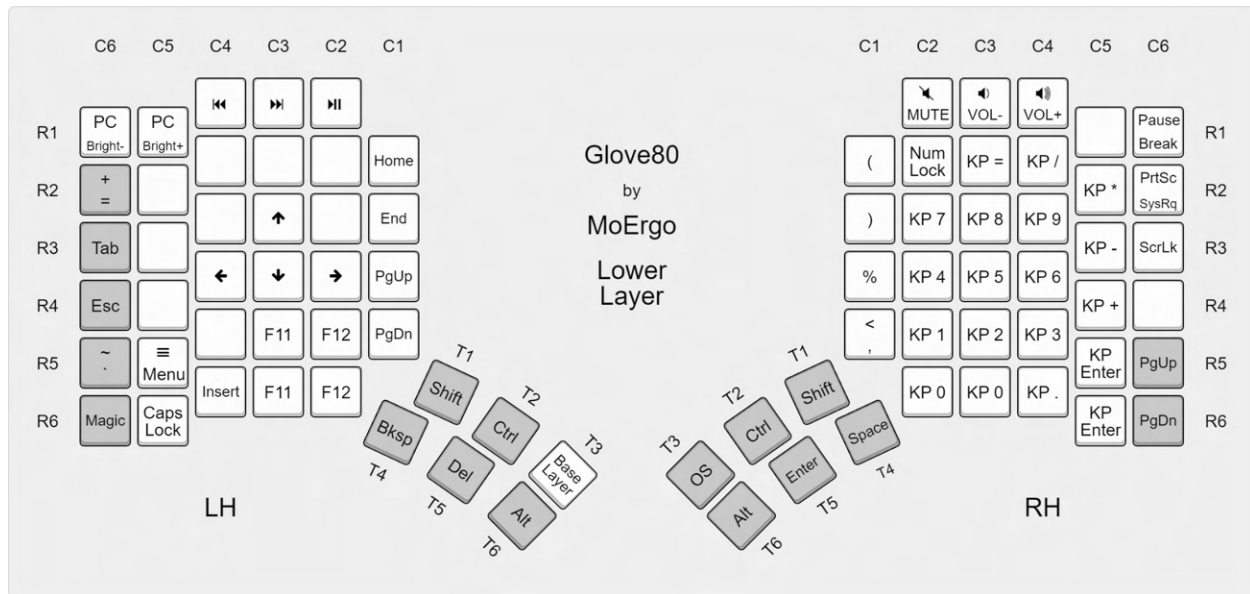 C6 C5 C4 C3 C2 C1
C1 C2 C3 C4 C5 C6
R1
PC Bright-
PC Bright+
MUTE
VOL-
VOL+
Pause Break
R1
R2
+ =
Home
(
Num Lock
KP =
KP /
KP *
PrtSc SysRq
R2
R3
Tab
End
)
KP 7
KP 8
KP 9
KP -
ScrLk
R3
R4
Esc
PgUp
%
KP 4
KP 5
KP 6
KP +
R4
R5
~ `
Menu
F11
F12
PgDn
< ,
KP 1
KP 2
KP 3
KP Enter
PgUp
R5
R6
Magic
Caps Lock
Insert
F11
F12
KP 0
KP 0
KP .
KP Enter
PgDn
R6
Glove80
by
MoErgo
Lower
Layer
T1
Shift
T2
Ctrl
T3
Base Layer
Bksp
T4
Del
T5
Alt
T6
T1
Shift
T2
Ctrl
T3
OS
Space
T4
Enter
T5
Alt
T6
LH
RH